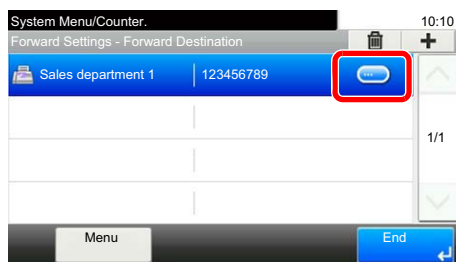 System Menu/Counter. 10:10
Forward Settings - Forward Destination
Sales department 1 123456789
1/1
Menu End